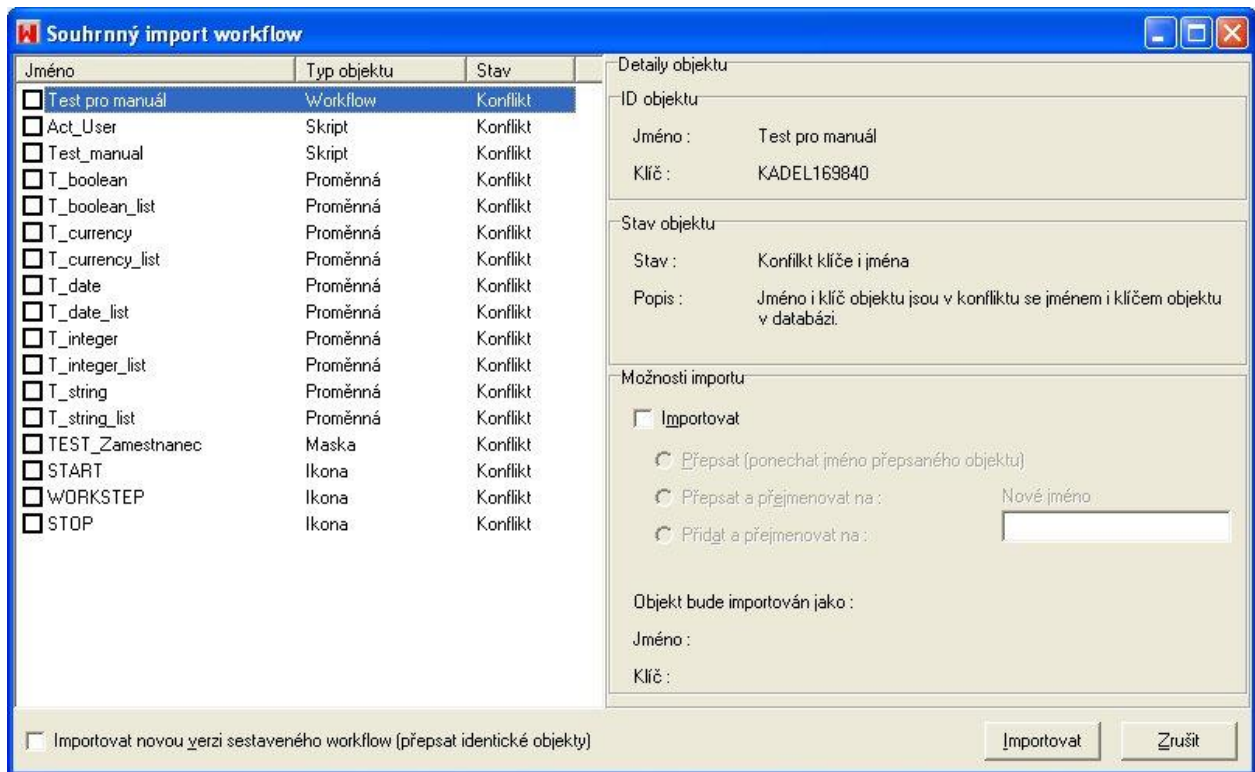 Souhrnný import workflow
Jméno Typ objektu Stav
Test pro manuál Workflow Konflikt
Act_User Skript Konflikt
Test_manual Skript Konflikt
T_boolean Proměnná Konflikt
T_boolean_list Proměnná Konflikt
T_currency Proměnná Konflikt
T_currency_list Proměnná Konflikt
T_date Proměnná Konflikt
T_date_list Proměnná Konflikt
T_integer Proměnná Konflikt
T_integer_list Proměnná Konflikt
T_string Proměnná Konflikt
T_string_list Proměnná Konflikt
TEST_Zamestnanec Maska Konflikt
START Ikona Konflikt
WORKSTEP Ikona Konflikt
STOP Ikona Konflikt
Detaily objektu
ID objektu
Jméno : Test pro manuál
Klíč : KADEL169840
Stav objektu
Stav : Konfilkt klíče i jména
Popis : Jméno i klíč objektu jsou v konfliktu se jménem i klíčem objektu
v databázi.
Možnosti importu
Importovat
Přepsat (ponechat jméno přepsaného objektu)
Přepsat a přejmenovat na : Nové jméno
Přidat a přejmenovat na :
Objekt bude importován jako :
Jméno :
Klíč :
Importovat novou verzi sestaveného workflow (přepsat identické objekty)
Importovat Zrušit